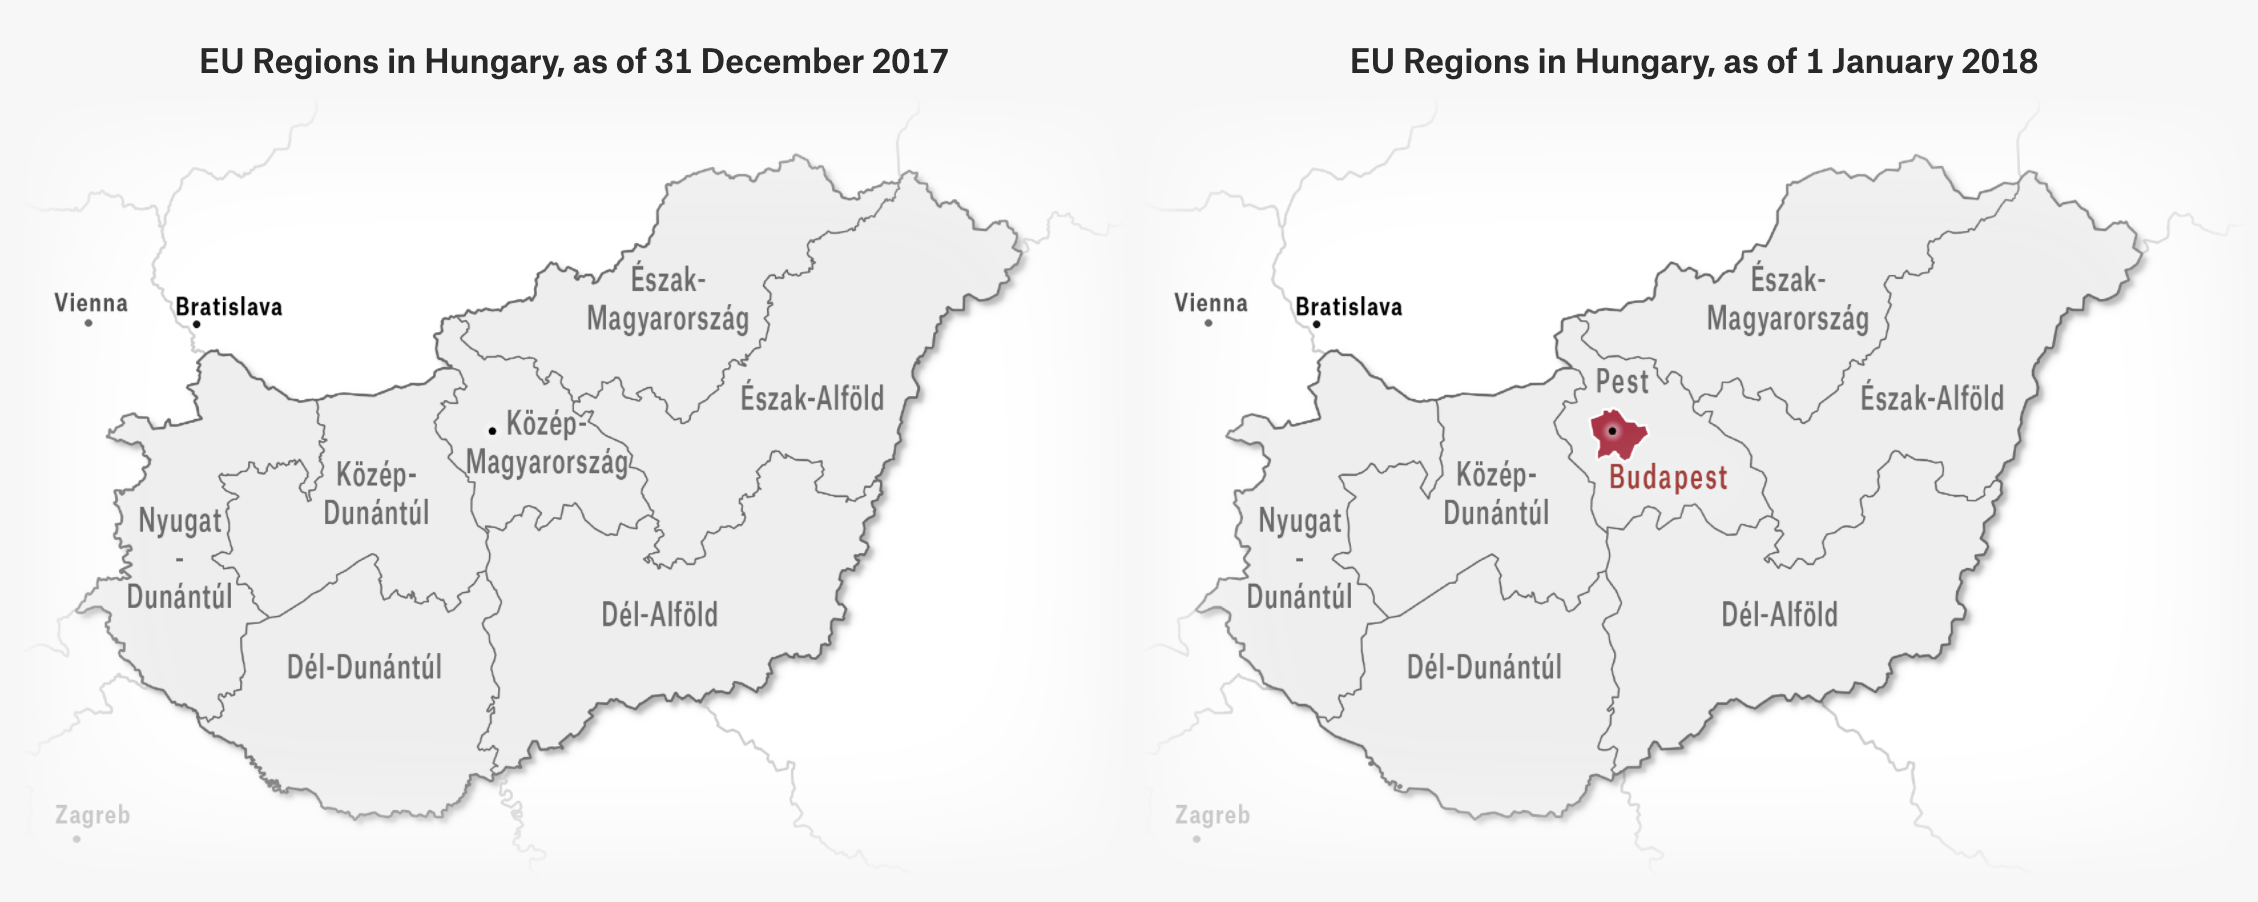 EU Regions in Hungary, as of 31 December 2017
Észak-
Magyarország
Vienna
Bratislava
Észak-Alföld
Közép-
Magyarország
Közép-
Dunántúl
Nyugat
-
Dunántúl
Dél-Alföld
Dél-Dunántúl
Zagreb
EU Regions in Hungary, as of 1 January 2018
Észak-
Magyarország
Vienna
Bratislava
Pest
Észak-Alföld
Budapest
Közép-
Dunántúl
Nyugat
-
Dunántúl
Dél-Alföld
Dél-Dunántúl
Zagreb